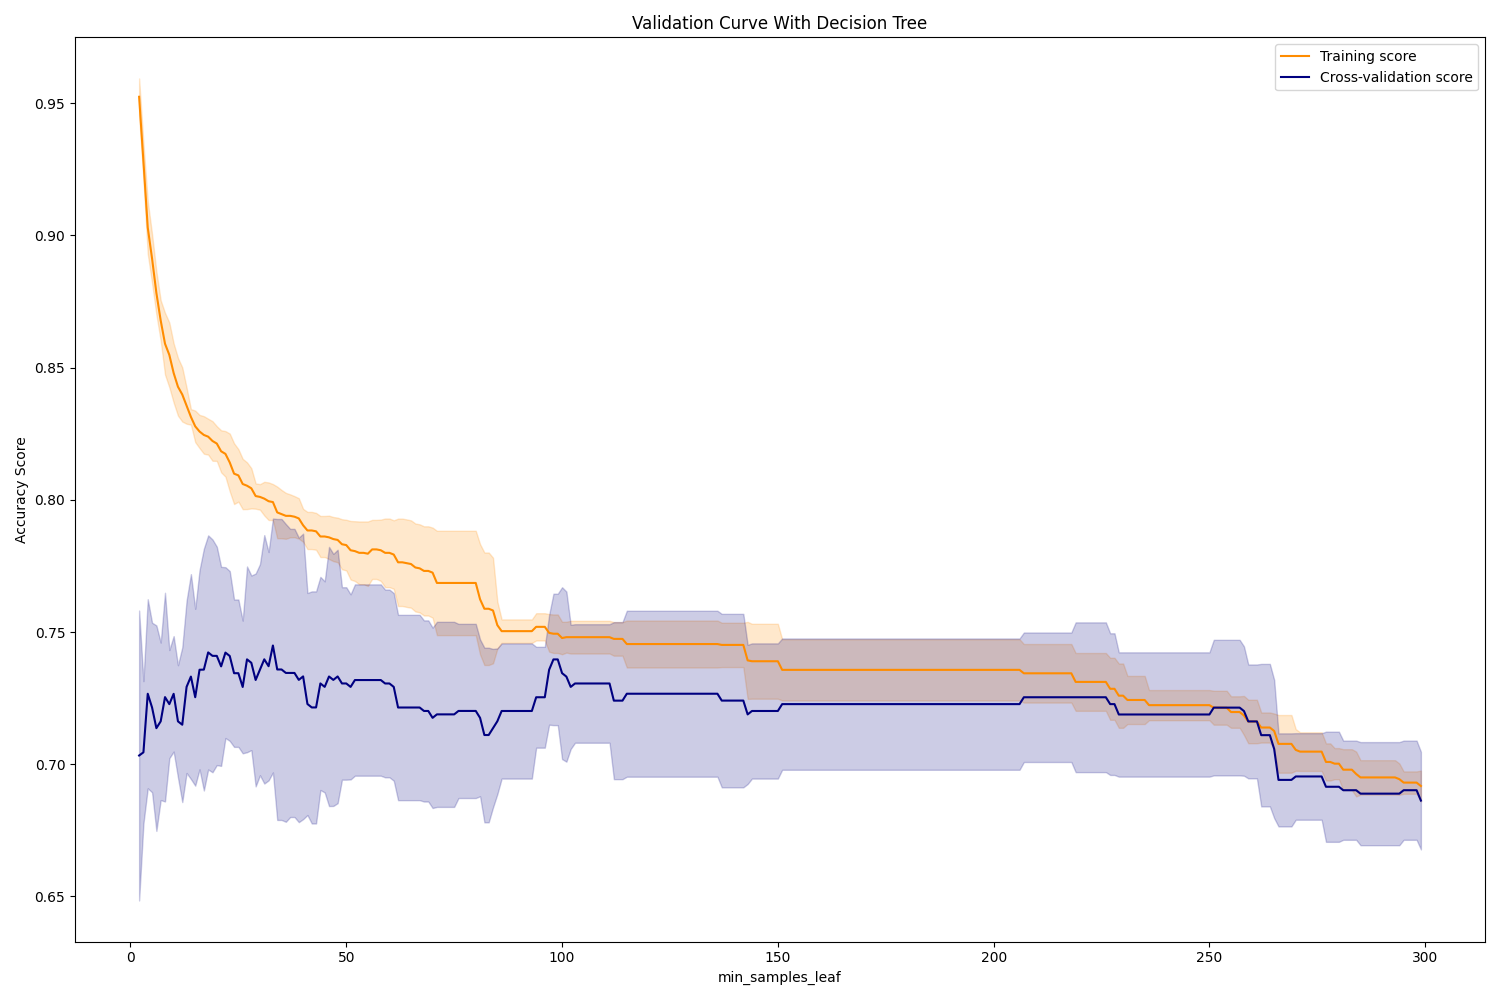 Validation Curve With Decision Tree
Training score
Cross-validation score
Accuracy Score
0.95
0.90
0.85
0.80
0.75
0.70
0.65
0 50 100 150 200 250 300
min_samples_leaf